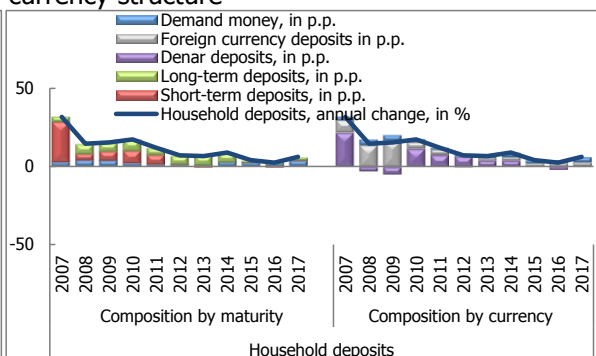 currency structure
Demand money, in p.p.
Foreign currency deposits in p.p.
Denar deposits, in p.p.
Long-term deposits, in p.p.
Short-term deposits, in p.p.
Household deposits, annual change, in %
50
0
-50
2007 2008 2009 2010 2011 2012 2013 2014 2015 2016 2017 2007 2008 2009 2010 2011 2012 2013 2014 2015 2016 2017
Composition by maturity Composition by currency
Household deposits